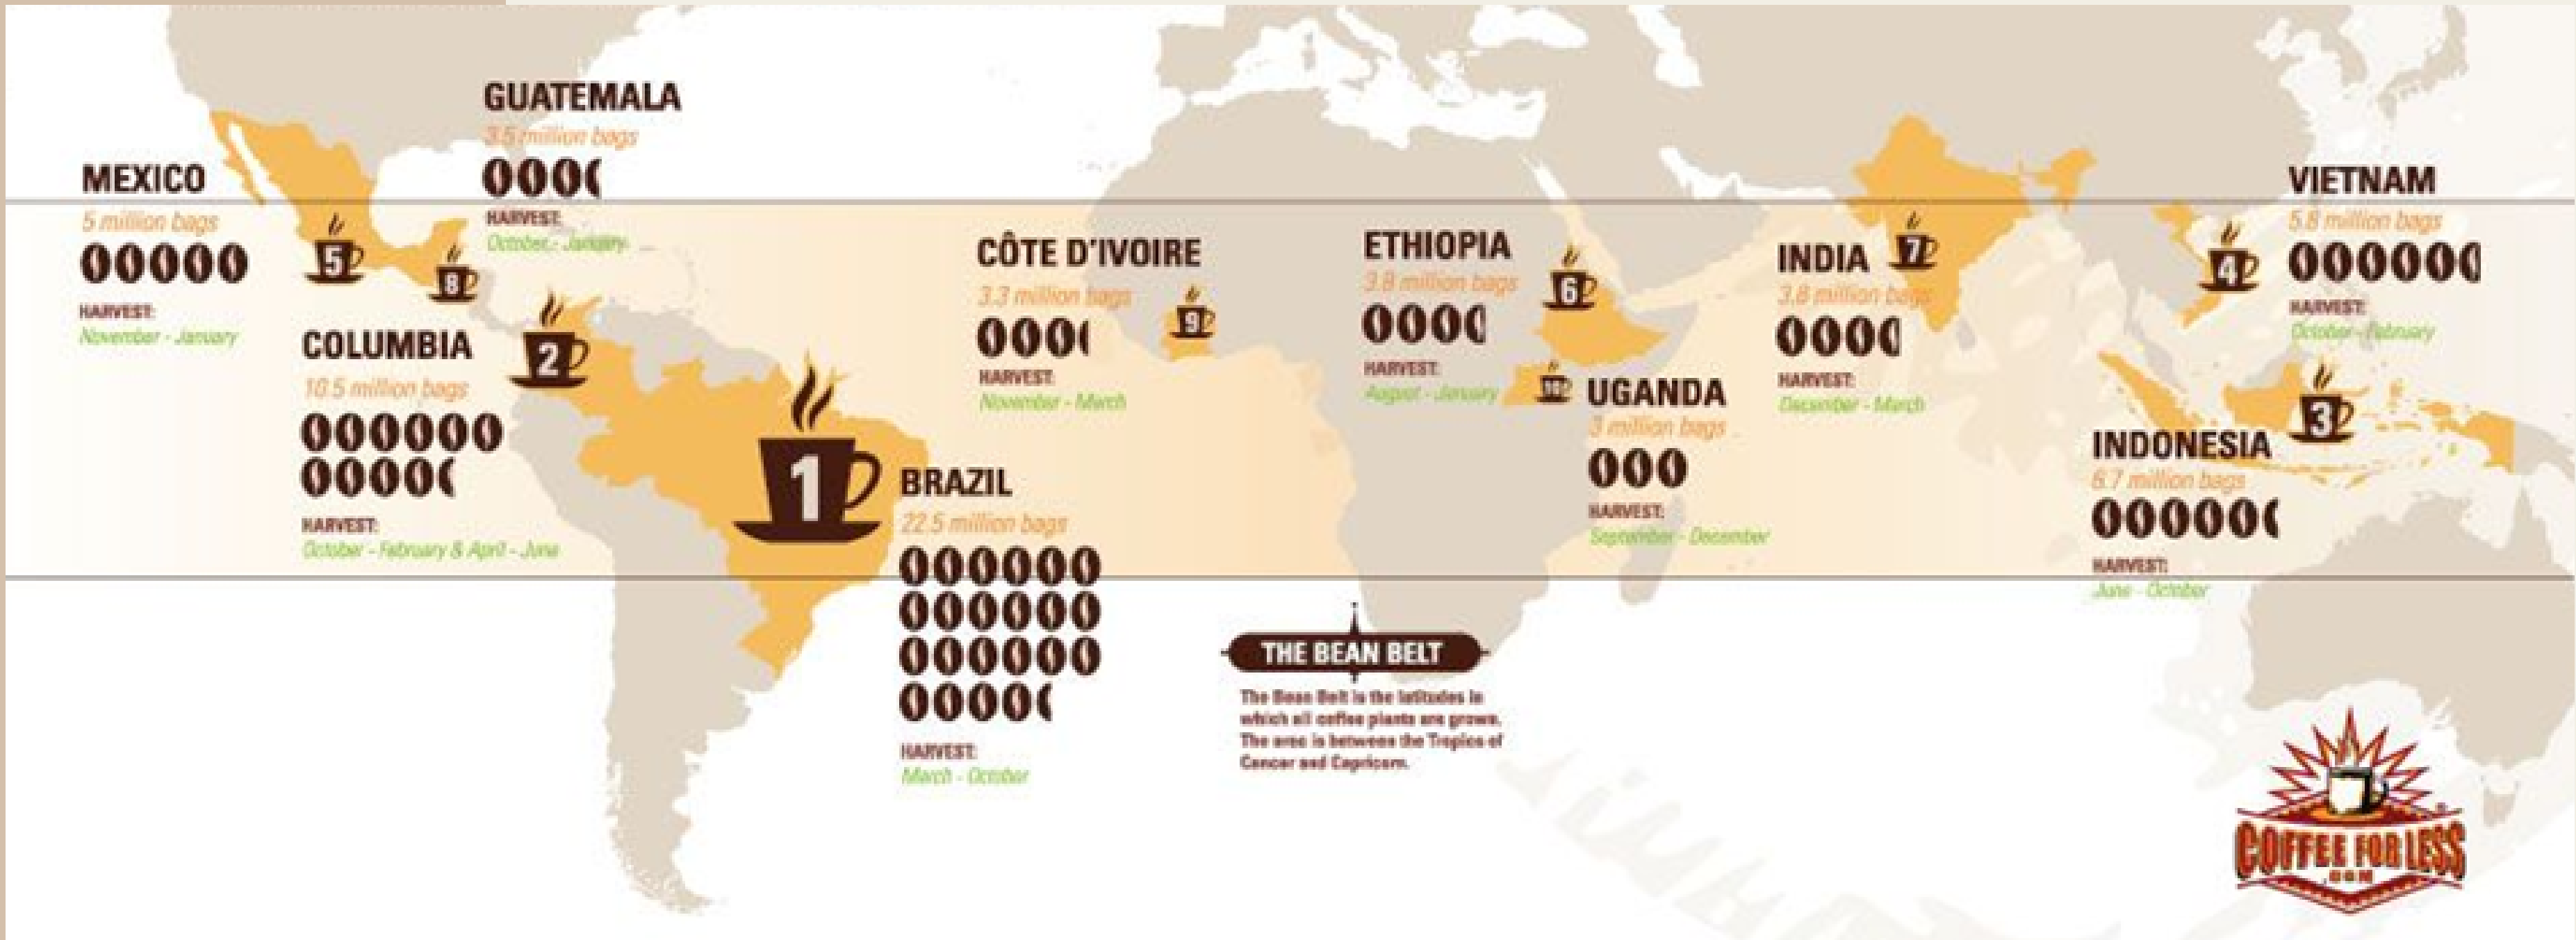 GUATEMALA
3.5 million bags
HARVEST:
October - January
MEXICO
5 million bags
5
HARVEST:
November - January
8
COLUMBIA
10.5 million bags
2
HARVEST:
October - February & April - June
1
BRAZIL
22.5 million bags
HARVEST:
March - October
CÔTE D'IVOIRE
3.3 million bags
9
HARVEST:
November - March
ETHIOPIA
3.8 million bags
6
HARVEST:
August - January
10
UGANDA
3 million bags
HARVEST:
September - December
INDIA
7
3.8 million bags
HARVEST:
December - March
VIETNAM
5.8 million bags
4
HARVEST:
October - February
3
INDONESIA
6.7 million bags
HARVEST:
June - October
THE BEAN BELT
The Bean Belt is the latitudes in
which all coffee plants are grown.
The area is between the Tropics of
Cancer and Capricorn.
COFFEE FOR LESS
.COM